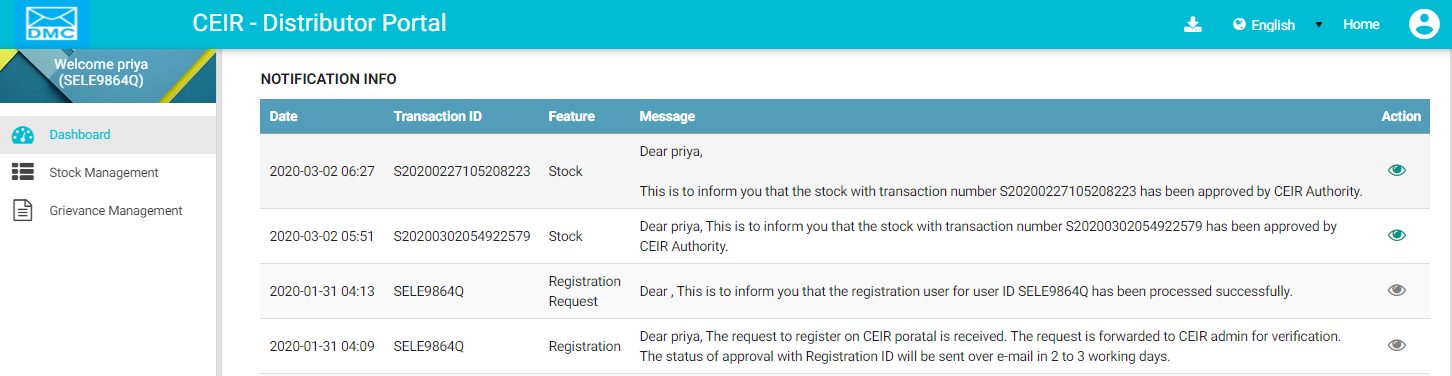 DMC
CEIR - Distributor Portal
English
Home
Welcome priya
(SELE9864Q)
Dashboard
Stock Management
Grievance Management
NOTIFICATION INFO
Date Transaction ID Feature Message Action
Dear priya,
2020-03-02 06:27 S20200227105208223 Stock
This is to inform you that the stock with transaction number S20200227105208223 has been approved by CEIR Authority.
2020-03-02 05:51 S20200302054922579 Stock
Dear priya, This is to inform you that the stock with transaction number S20200302054922579 has been approved by
CEIR Authority.
2020-01-31 04:13 SELE9864Q
Registration
Request
Dear , This is to inform you that the registration user for user ID SELE9864Q has been processed successfully.
2020-01-31 04:09 SELE9864Q Registration
Dear priya, The request to register on CEIR poratal is received. The request is forwarded to CEIR admin for verification.
The status of approval with Registration ID will be sent over e-mail in 2 to 3 working days.